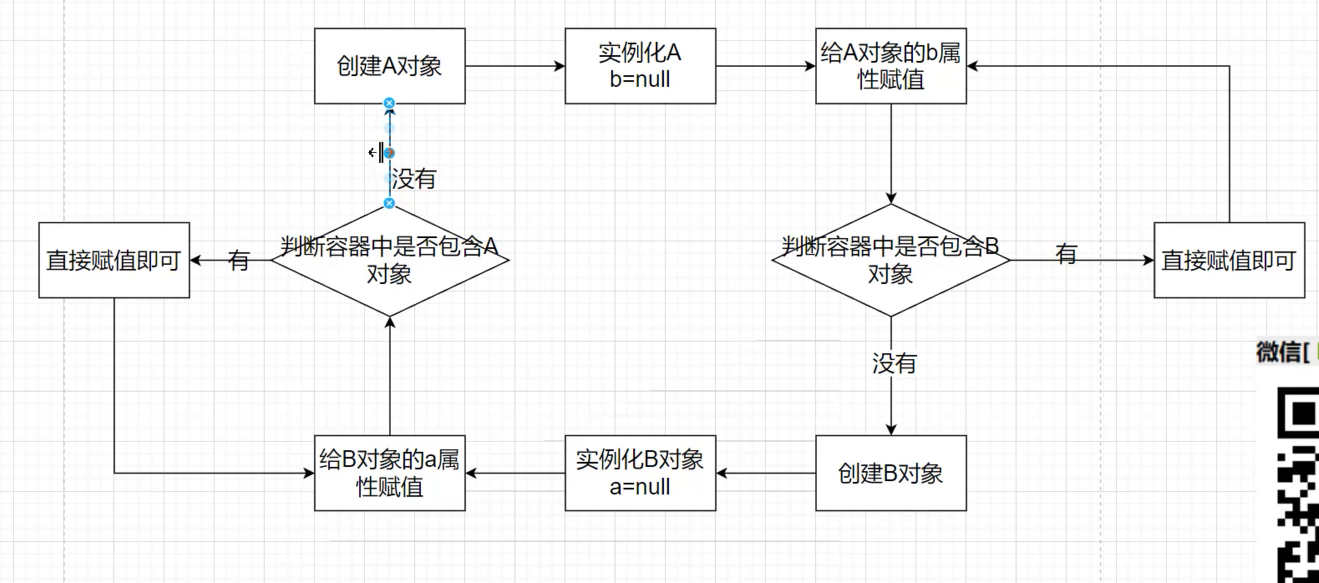 创建A对象
实例化A
b=null
给A对象的b属
性赋值
没有
直接赋值即可
有
判断容器中是否包含A
对象
判断容器中是否包含B
对象
有
直接赋值即可
没有
微信[
给B对象的a属
性赋值
实例化B对象
a=null
创建B对象